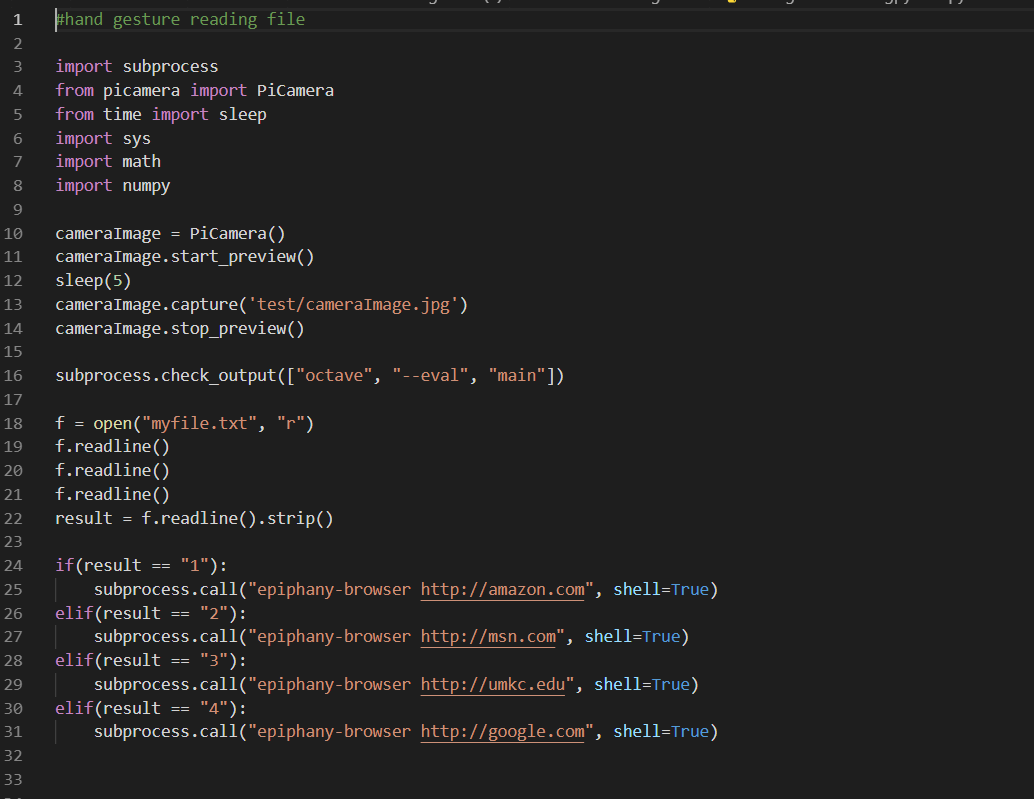 1 #hand gesture reading file
2
3 import subprocess
4 from picamera import PiCamera
5 from time import sleep
6 import sys
7 import math
8 import numpy
9
10 cameraImage = PiCamera()
11 cameraImage.start_preview()
12 sleep(5)
13 cameraImage.capture('test/cameraImage.jpg')
14 cameraImage.stop_preview()
15
16 subprocess.check_output(["octave", "--eval", "main"])
17
18 f = open("myfile.txt", "r")
19 f.readline()
20 f.readline()
21 f.readline()
22 result = f.readline().strip()
23
24 if(result == "1"):
25     subprocess.call("epiphany-browser http://amazon.com", shell=True)
26 elif(result == "2"):
27     subprocess.call("epiphany-browser http://msn.com", shell=True)
28 elif(result == "3"):
29     subprocess.call("epiphany-browser http://umkc.edu", shell=True)
30 elif(result == "4"):
31     subprocess.call("epiphany-browser http://google.com", shell=True)
32
33